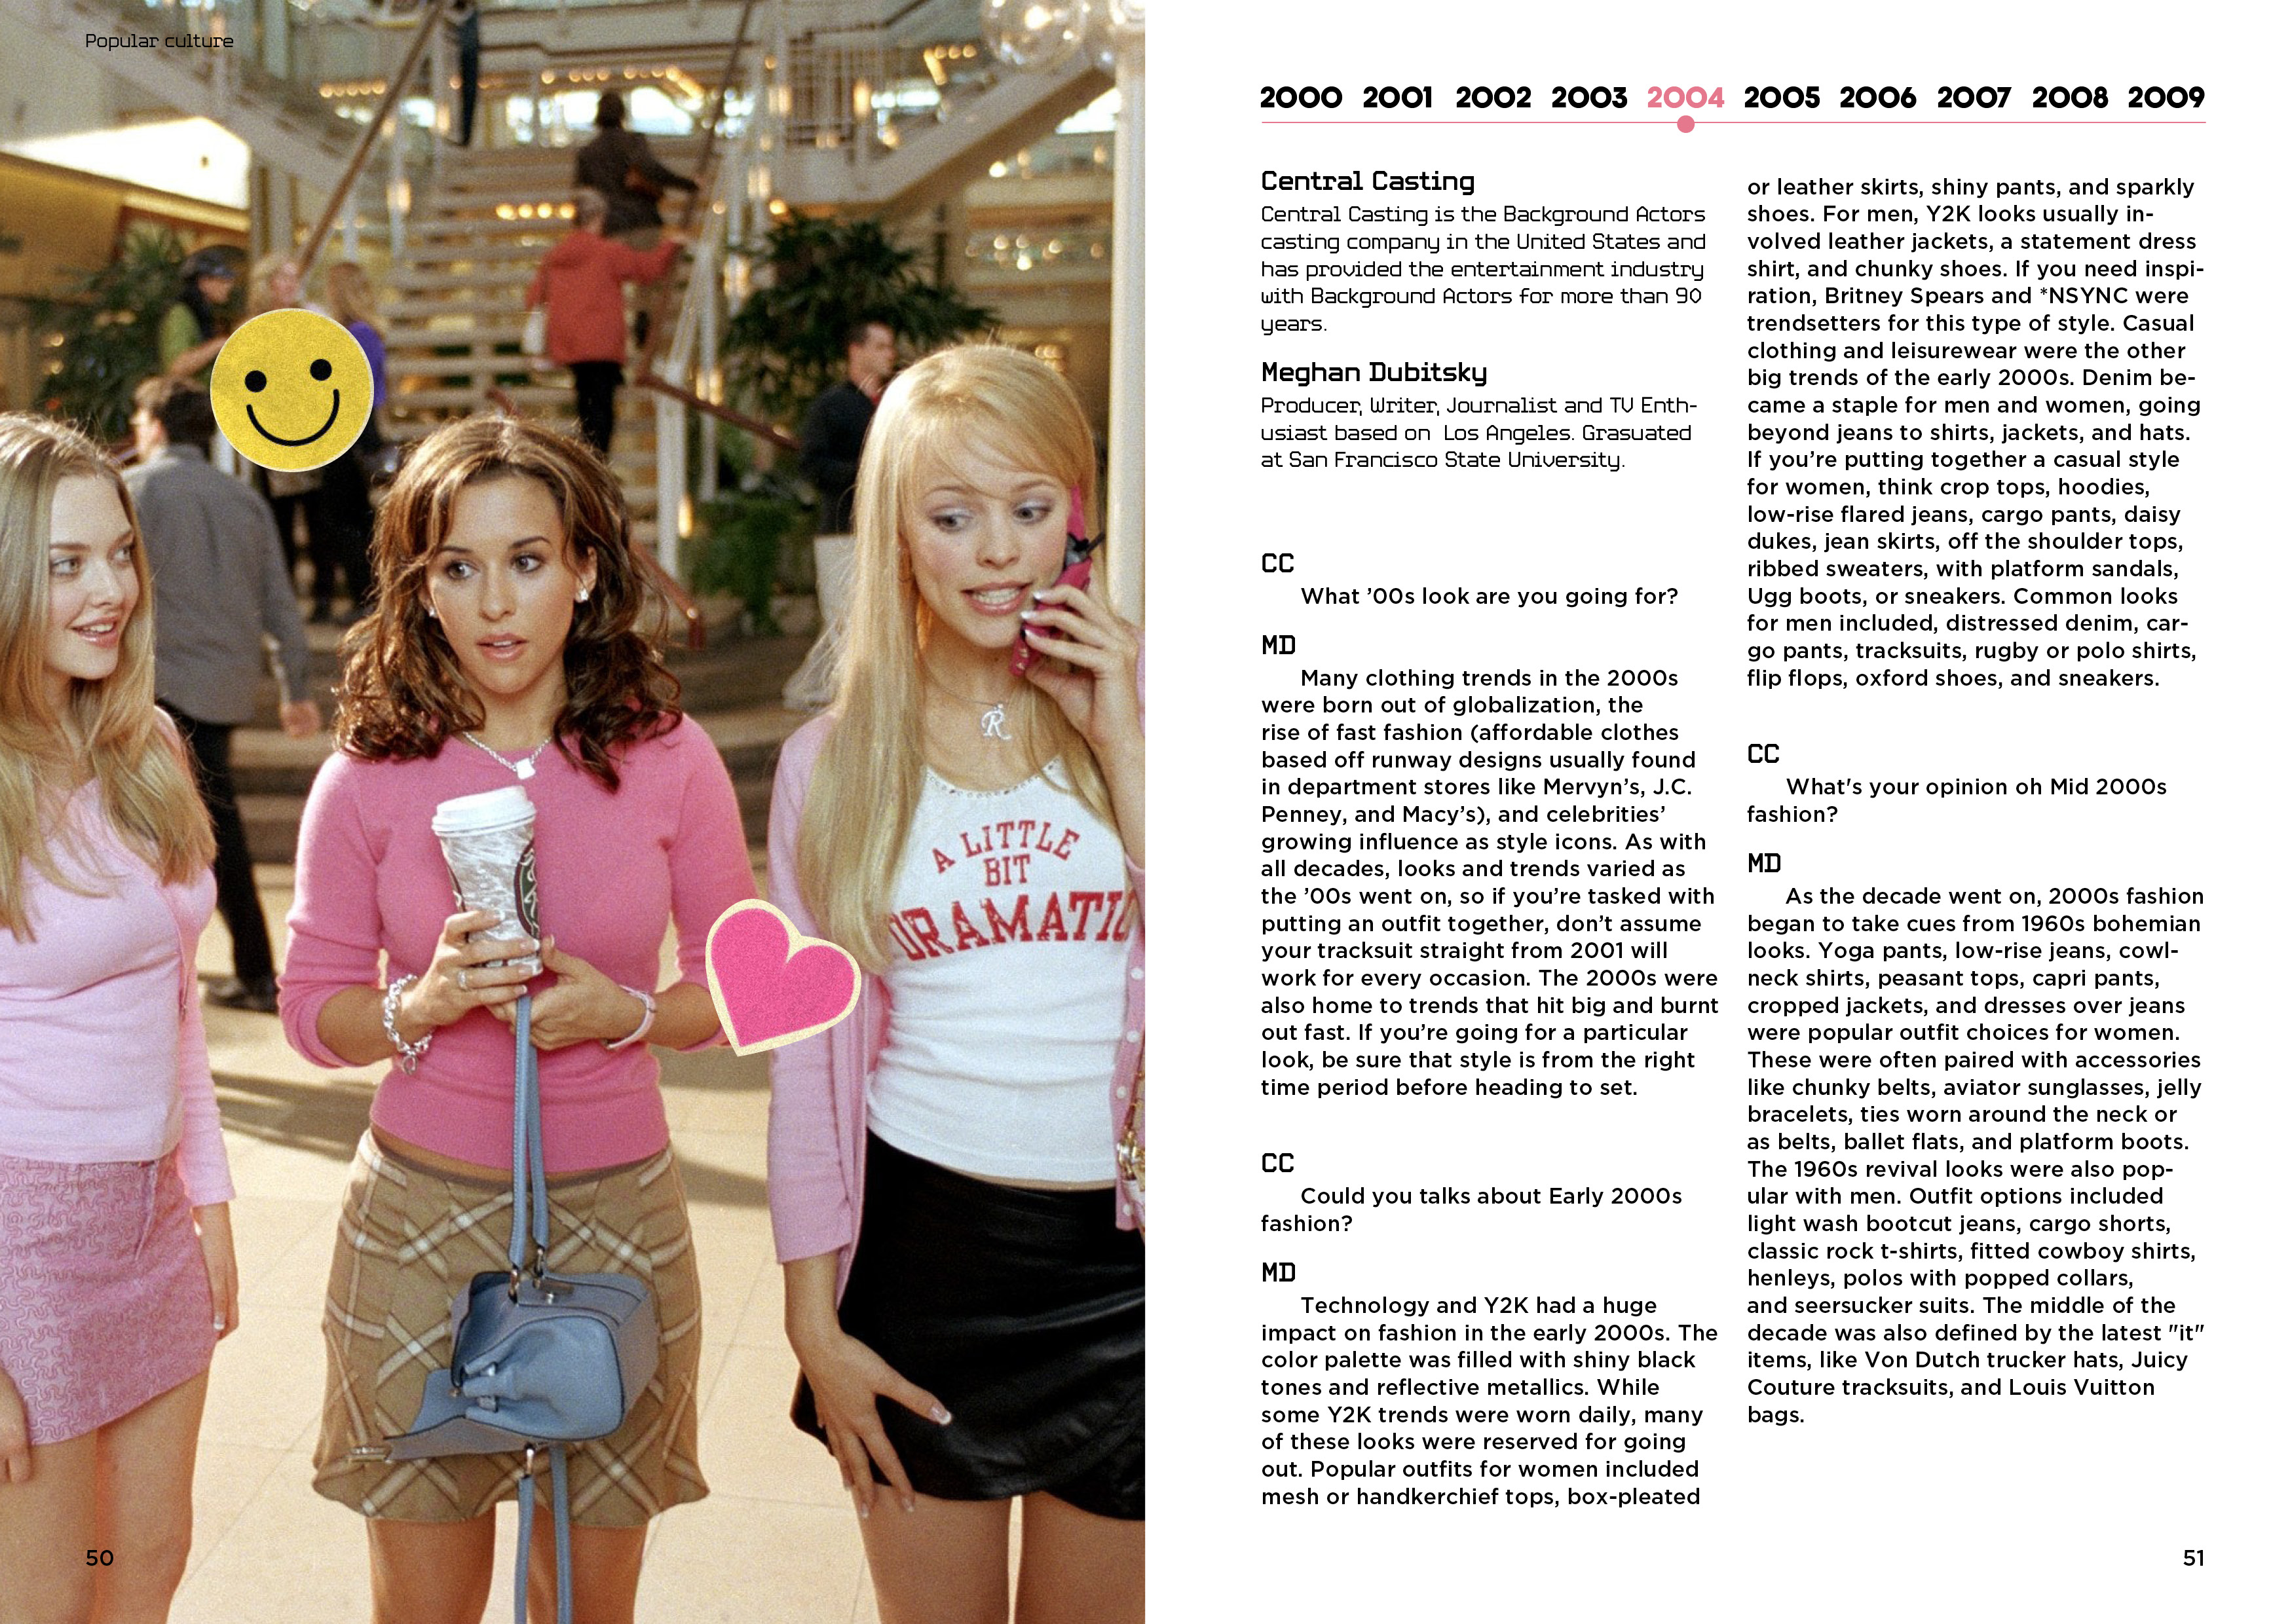 Popular culture
A LITTLE
BIT
DRAMATIC
R
50
2000 2001 2002 2003 2004 2005 2006 2007 2008 2009
Central Casting
Central Casting is the Background Actors
casting company in the United States and
has provided the entertainment industry
with Background Actors for more than 90
years.
Meghan Dubitsky
Producer, Writer, Journalist and TV Enth-
usiast based on  Los Angeles. Grasuated
at San Francisco State University.
CC
What ’00s look are you going for?
MD
Many clothing trends in the 2000s
were born out of globalization, the
rise of fast fashion (affordable clothes
based off runway designs usually found
in department stores like Mervyn’s, J.C.
Penney, and Macy’s), and celebrities’
growing influence as style icons. As with
all decades, looks and trends varied as
the ’00s went on, so if you’re tasked with
putting an outfit together, don’t assume
your tracksuit straight from 2001 will
work for every occasion. The 2000s were
also home to trends that hit big and burnt
out fast. If you’re going for a particular
look, be sure that style is from the right
time period before heading to set.
CC
Could you talks about Early 2000s
fashion?
MD
Technology and Y2K had a huge
impact on fashion in the early 2000s. The
color palette was filled with shiny black
tones and reflective metallics. While
some Y2K trends were worn daily, many
of these looks were reserved for going
out. Popular outfits for women included
mesh or handkerchief tops, box-pleated
or leather skirts, shiny pants, and sparkly
shoes. For men, Y2K looks usually in-
volved leather jackets, a statement dress
shirt, and chunky shoes. If you need inspi-
ration, Britney Spears and *NSYNC were
trendsetters for this type of style. Casual
clothing and leisurewear were the other
big trends of the early 2000s. Denim be-
came a staple for men and women, going
beyond jeans to shirts, jackets, and hats.
If you’re putting together a casual style
for women, think crop tops, hoodies,
low-rise flared jeans, cargo pants, daisy
dukes, jean skirts, off the shoulder tops,
ribbed sweaters, with platform sandals,
Ugg boots, or sneakers. Common looks
for men included, distressed denim, car-
go pants, tracksuits, rugby or polo shirts,
flip flops, oxford shoes, and sneakers.
CC
What's your opinion oh Mid 2000s
fashion?
MD
As the decade went on, 2000s fashion
began to take cues from 1960s bohemian
looks. Yoga pants, low-rise jeans, cowl-
neck shirts, peasant tops, capri pants,
cropped jackets, and dresses over jeans
were popular outfit choices for women.
These were often paired with accessories
like chunky belts, aviator sunglasses, jelly
bracelets, ties worn around the neck or
as belts, ballet flats, and platform boots.
The 1960s revival looks were also pop-
ular with men. Outfit options included
light wash bootcut jeans, cargo shorts,
classic rock t-shirts, fitted cowboy shirts,
henleys, polos with popped collars,
and seersucker suits. The middle of the
decade was also defined by the latest "it"
items, like Von Dutch trucker hats, Juicy
Couture tracksuits, and Louis Vuitton
bags.
51